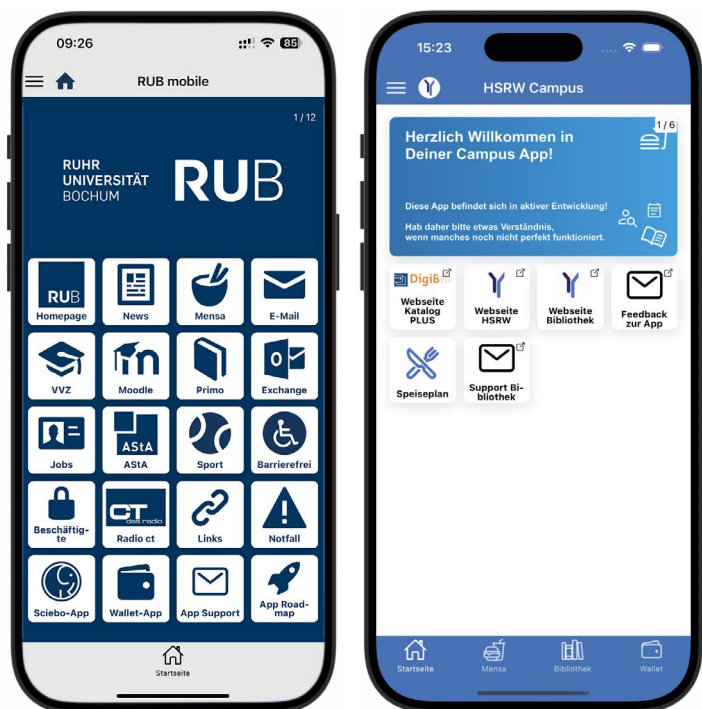 09:26
85
RUB mobile
1 / 12
RUHR
UNIVERSITÄT
BOCHUM
RUB
RUB
Homepage
News
Mensa
E-Mail
VVZ
Moodle
Primo
Exchange
Jobs
AStA
AStA
Sport
Barrierefrei
Beschäftig-
te
CT
das radio
Radio ct
Links
Notfall
Sciebo-App
Wallet-App
App Support
App Road-
map
Startseite
15:23
HSRW Campus
1 / 6
Herzlich Willkommen in
Deiner Campus App!
Diese App befindet sich in aktiver Entwicklung!
Hab daher bitte etwas Verständnis,
wenn manches noch nicht perfekt funktioniert.
DigiBib
Webseite
Katalog
PLUS
Webseite
HSRW
Webseite
Bibliothek
Feedback
zur App
Speiseplan
Support Bi-
bliothek
Startseite
Mensa
Bibliothek
Wallet